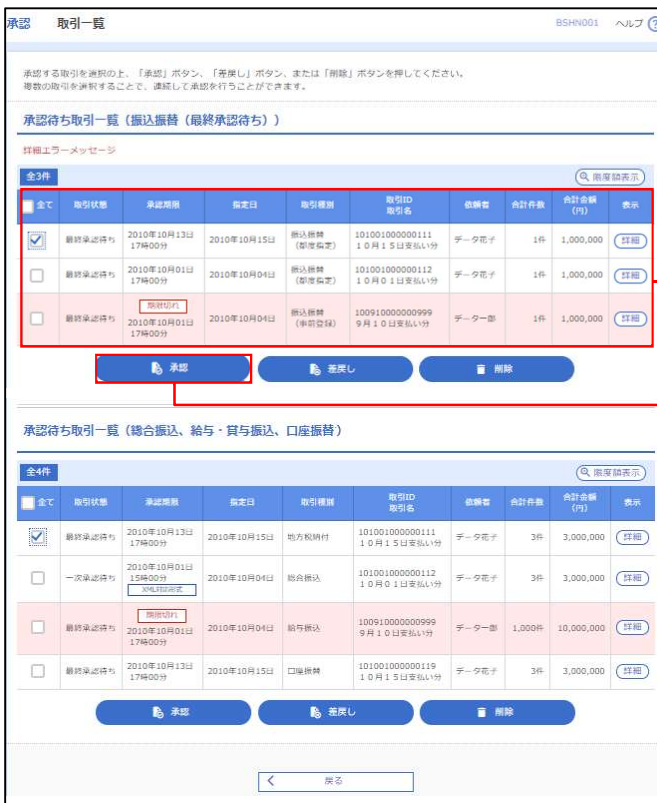 承認 取引一覧 BSHN001 ヘルプ ?
承認する取引を選択の上、「承認」ボタン、「差戻し」ボタン、または「削除」ボタンを押してください。
複数の取引を選択することで、連続して承認を行うことができます。
承認待ち取引一覧（振込振替（最終承認待ち））
詳細エラーメッセージ
全3件 限度額表示
全て 取引状態 承認期限 指定日 取引種別 取引ID 取引名 依頼者 合計件数 合計金額(円) 表示
最終承認待ち 2010年10月13日 17時00分 2010年10月15日 振込振替（都度指定） 101001000000111 １０月１５日支払い分 データ花子 1件 1,000,000 詳細
最終承認待ち 2010年10月01日 17時00分 2010年10月04日 振込振替（都度指定） 101001000000112 １０月０１日支払い分 データ花子 1件 1,000,000 詳細
最終承認待ち 期限切れ 2010年10月01日 17時00分 2010年10月04日 振込振替（事前登録） 100910000000999 ９月１０日支払い分 データ一郎 1件 1,000,000 詳細
承認 差戻し 削除
承認待ち取引一覧（総合振込、給与・賞与振込、口座振替）
全4件 限度額表示
全て 取引状態 承認期限 指定日 取引種別 取引ID 取引名 依頼者 合計件数 合計金額(円) 表示
最終承認待ち 2010年10月13日 17時00分 2010年10月15日 地方税納付 101001000000111 １０月１５日支払い分 データ花子 3件 3,000,000 詳細
一次承認待ち 2010年10月01日 15時00分 XML対応形式 2010年10月04日 総合振込 101001000000112 １０月０１日支払い分 データ花子 3件 3,000,000 詳細
最終承認待ち 期限切れ 2010年10月01日 17時00分 2010年10月04日 給与振込 100910000000999 ９月１０日支払い分 データ一郎 1,000件 10,000,000 詳細
最終承認待ち 2010年10月13日 17時00分 2010年10月15日 口座振替 101001000000119 １０月１５日支払い分 データ花子 3件 3,000,000 詳細
承認 差戻し 削除
戻る